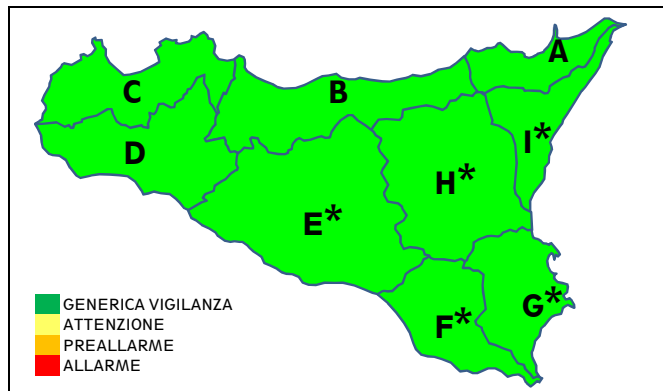 A
C
B
I*
D
H*
E*
G*
F*
GENERICA VIGILANZA
ATTENZIONE
PREALLARME
ALLARME